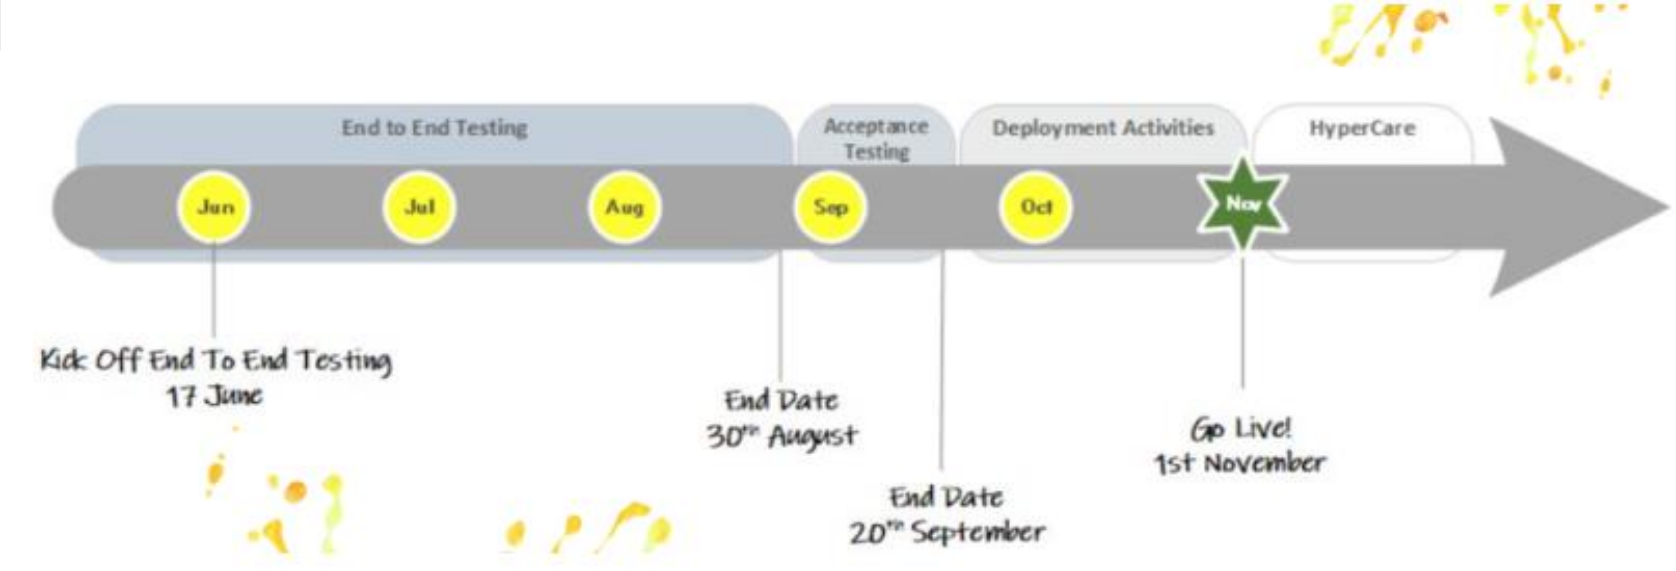 End to End Testing
Acceptance
Testing
Deployment Activities
HyperCare
Jun
Jul
Aug
Sep
Oct
Nov
Kick Off End To End Testing
17 June
End Date
30th August
End Date
20th September
Go Live!
1st November